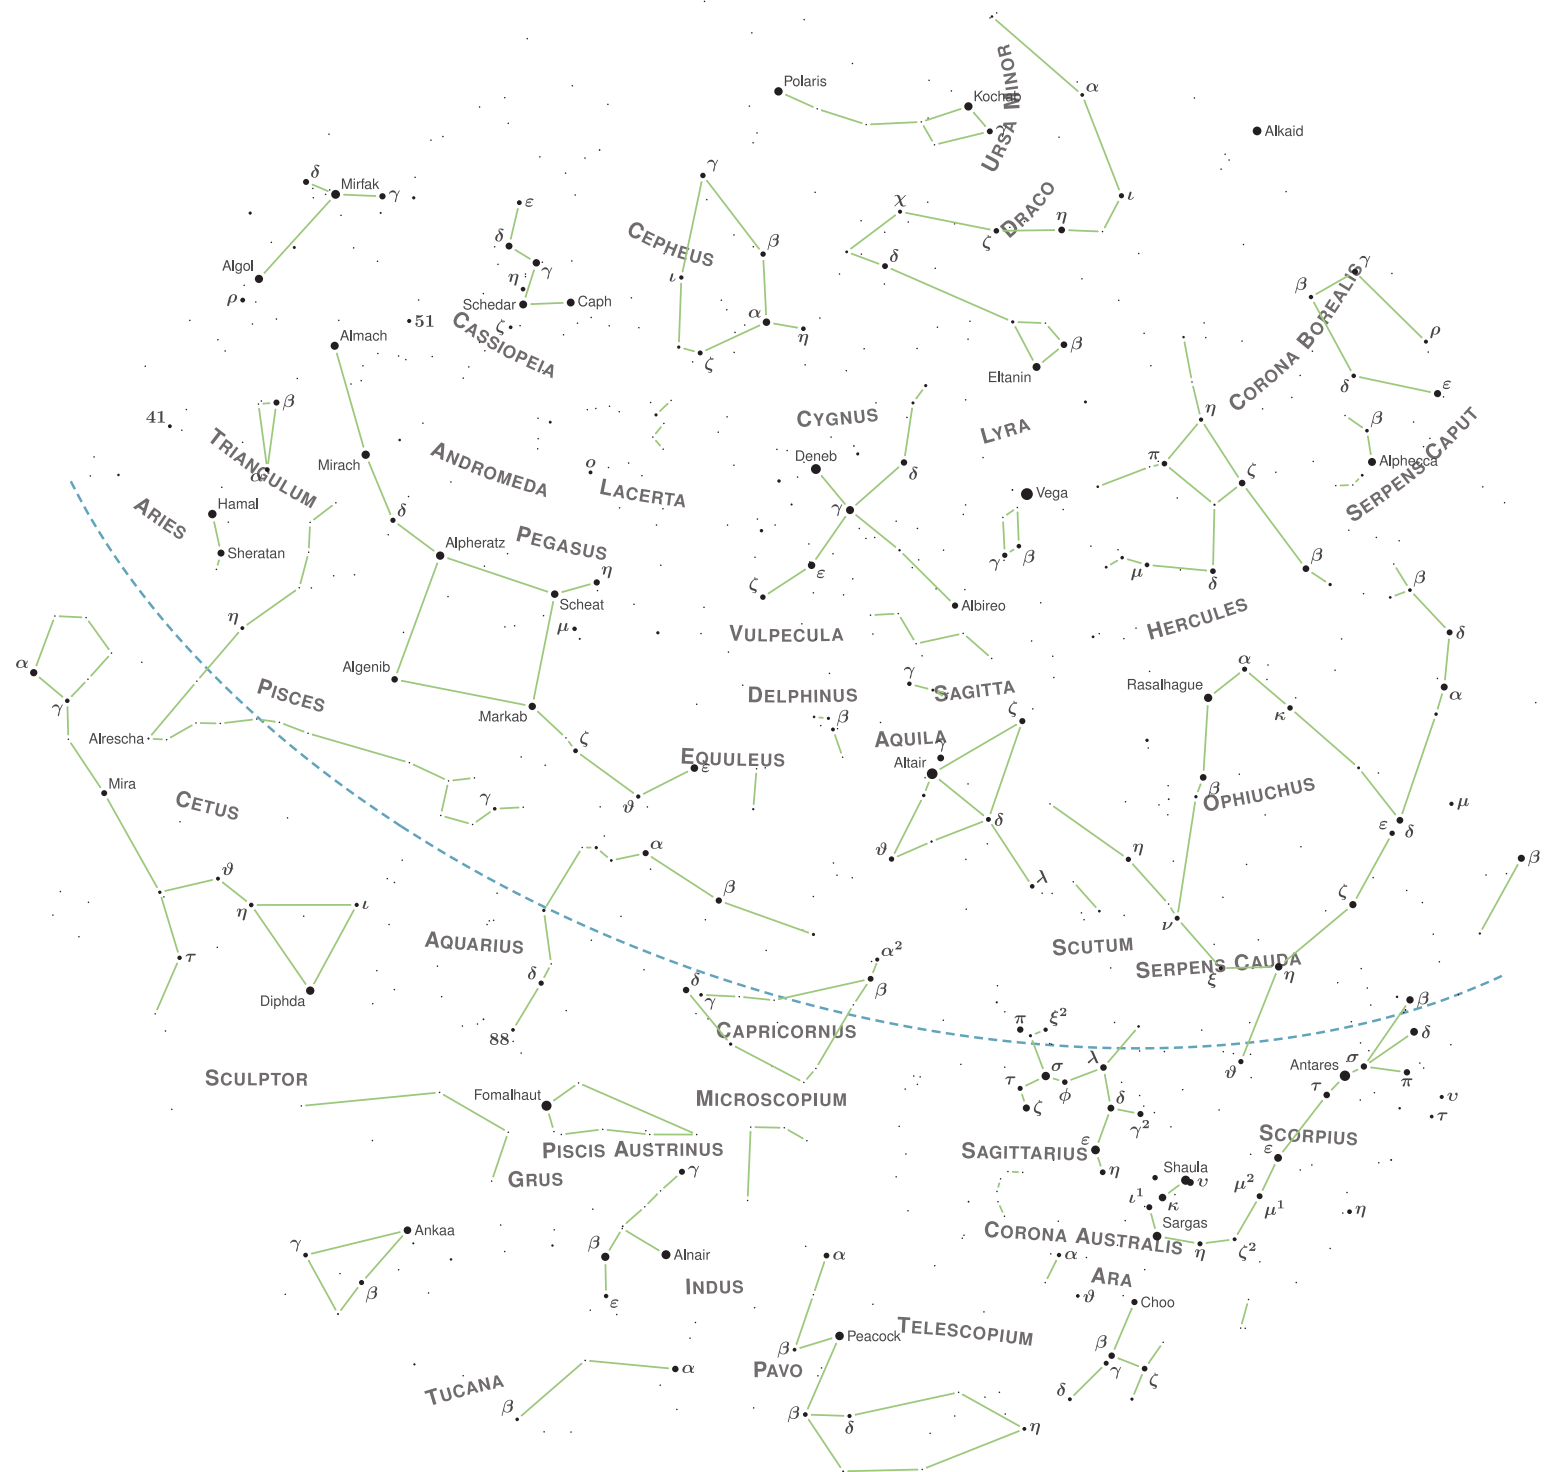 Polaris
Kochab
γ
URSA MINOR
α
Alkaid
δ
Mirfak
γ
ε
γ
χ
DRACO
η
ι
ζ
δ
γ
η
CEPHEUS
β
ι
δ
Algol
ρ
Schedar
Caph
ζ
51
CASSIOPEIA
α
η
ζ
β
Eltanin
γ
β
CORONA BOREALIS
ρ
δ
ε
Almach
β
41
TRIANGULUM
α
Mirach
ANDROMEDA
ο
LACERTA
CYGNUS
Deneb
δ
γ
LYRA
Vega
η
π
ζ
β
Alphecca
SERPENS CAPUT
ARIES
Hamal
Sheratan
δ
Alpheratz
PEGASUS
η
Scheat
μ
ζ
ε
γ
β
Albireo
μ
δ
β
β
HERCULES
η
α
γ
Algenib
PISCES
Markab
VULPECULA
γ
SAGITTA
DELPHINUS
β
Rasalhague
α
κ
δ
α
Alrescha
ζ
EQUULEUS
ε
AQUILA
γ
Altair
ζ
Mira
CETUS
γ
ϑ
β
OPHIUCHUS
μ
ε
δ
ϑ
δ
α
β
λ
η
β
ϑ
η
ι
ζ
ν
AQUARIUS
δ
τ
Diphda
88
α²
β
SCUTUM
SERPENS CAUDA
ξ
η
δ
γ
CAPRICORNUS
π
ξ²
β
δ
SCULPTOR
Fomalhaut
MICROSCOPIUM
λ
σ
τ
φ
ζ
ϑ
Antares
σ
π
τ
υ
τ
δ
γ²
PISCIS AUSTRINUS
GRUS
γ
SAGITTARIUS
ε
η
SCORPIUS
ε
Shaula
υ
κ
ι¹
μ²
μ¹
η
Sargas
η
ζ²
CORONA AUSTRALIS
Ankaa
γ
β
β
Alnair
ε
INDUS
α
α
ARA
ϑ
Choo
Peacock
TELESCOPIUM
β
PAVO
β
γ
δ
ζ
TUCANA
β
α
β
δ
η